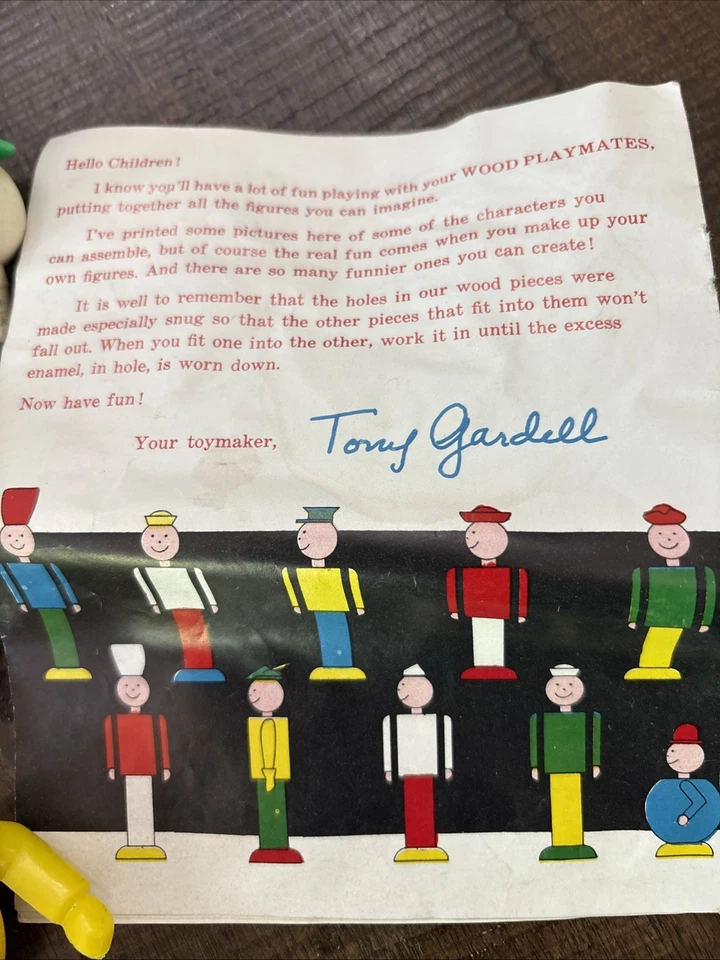 Hello Children!
I know you'll have a lot of fun playing with your WOOD PLAYMATES,
putting together all the figures you can imagine.
I've printed some pictures here of some of the characters you
can assemble, but of course the real fun comes when you make up your
own figures. And there are so many funnier ones you can create!
It is well to remember that the holes in our wood pieces were
made especially snug so that the other pieces that fit into them won't
fall out. When you fit one into the other, work it in until the excess
enamel, in hole, is worn down.
Now have fun!
Your toymaker, Tony Gardell